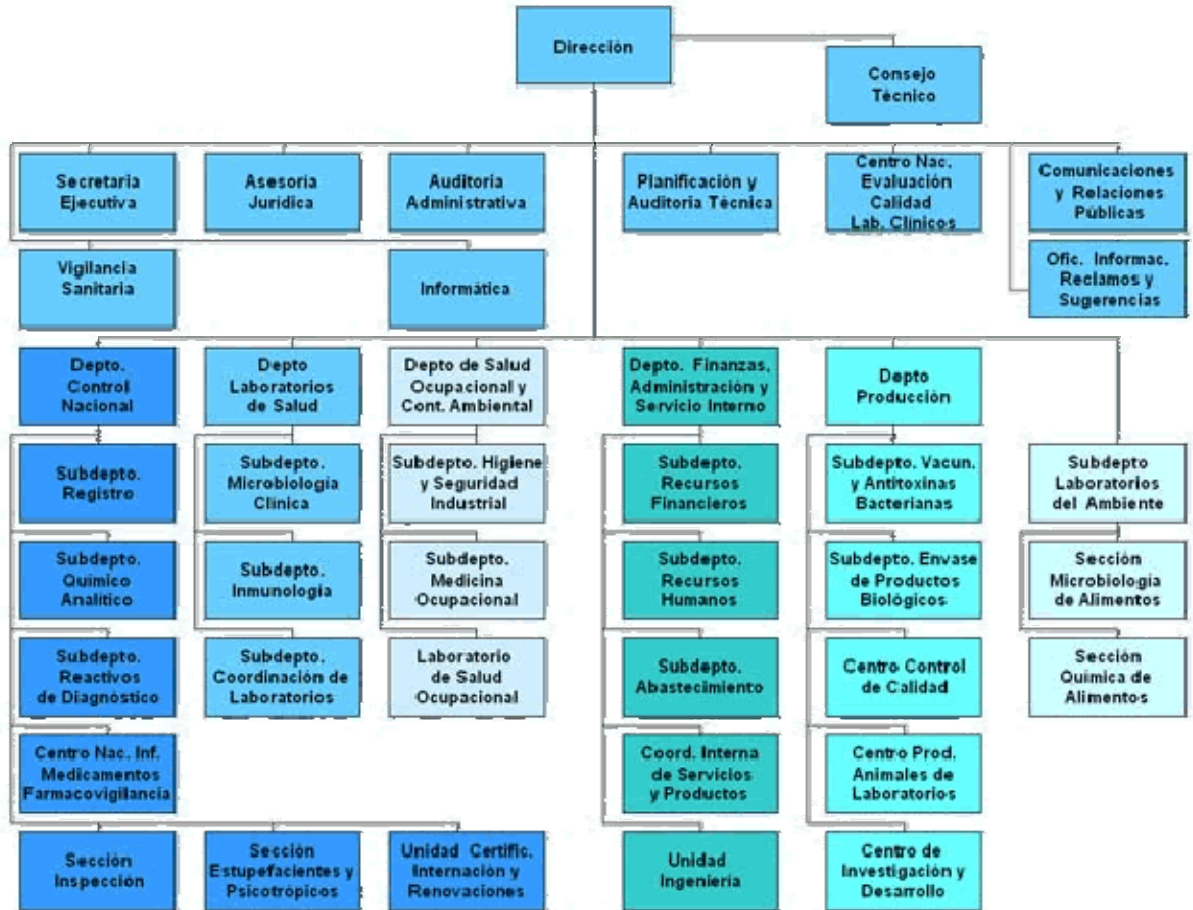 Dirección
Consejo
Técnico
Secretaria
Ejecutiva
Asesoría
Jurídica
Auditoria
Administrativa
Planificación y
Auditoria Técnica
Centro Nac.
Evaluación
Calidad
Lab. Clínicos
Comunicaciones
y Relaciones
Públicas
Vigilancia
Sanitaria
Informática
Ofic. Informac.
Reclamos y
Sugerencias
Depto.
Control
Nacional
Depto
Laboratorios
de Salud
Depto de Salud
Ocupacional y
Cont. Ambiental
Depto. Finanzas,
Administración y
Servicio Interno
Depto
Producción
Subdepto.
Registro
Subdepto.
Microbiología
Clínica
Subdepto. Higiene
y Seguridad
Industrial
Subdepto.
Recursos
Financieros
Subdepto. Vacun.
y Antitoxinas
Bacterianas
Subdepto
Laboratorios
del Ambiente
Subdepto.
Químico
Analítico
Subdepto.
Inmunología
Subdepto.
Medicina
Ocupacional
Subdepto.
Recursos
Humanos
Subdepto. Envase
de Productos
Biológicos
Sección
Microbiología
de Alimentos
Subdepto.
Reactivos
de Diagnóstico
Subdepto.
Coordinación de
Laboratorios
Laboratorio
de Salud
Ocupacional
Subdepto.
Abastecimiento
Centro Control
de Calidad
Sección
Química de
Alimentos
Centro Nac. Inf.
Medicamentos
Farmacovigilancia
Coord. Interna
de Servicios
y Productos
Centro Prod.
Animales de
Laboratorios
Sección
Inspección
Sección
Estupefacientes y
Psicotrópicos
Unidad Certific.
Internación y
Renovaciones
Unidad
Ingeniería
Centro de
Investigación y
Desarrollo